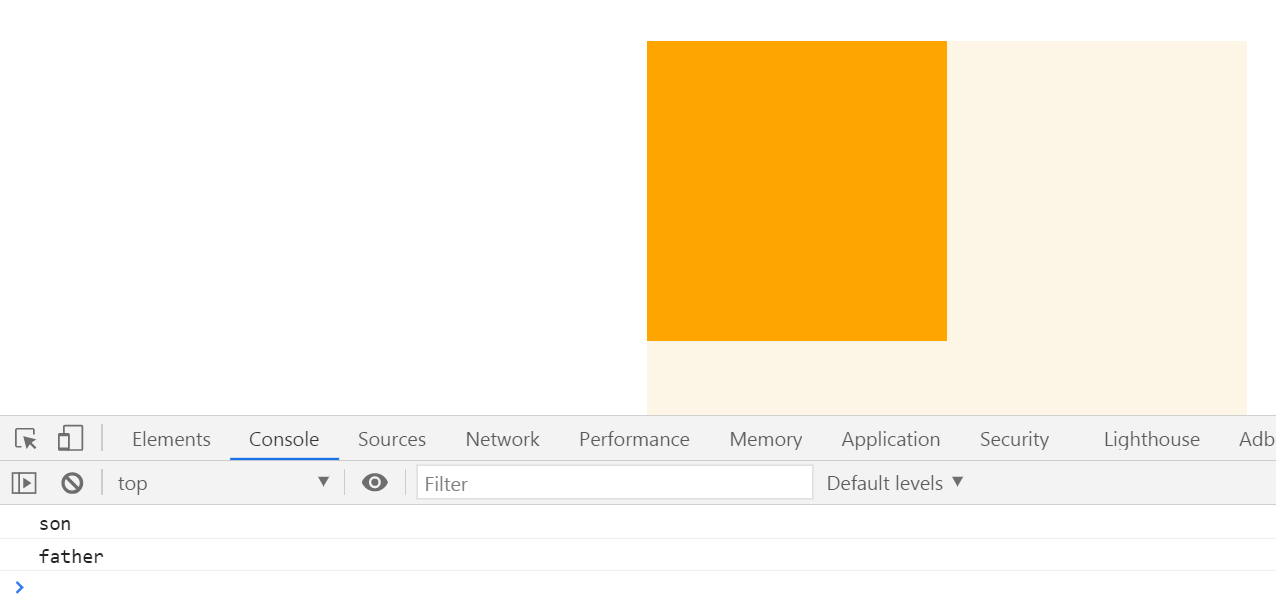 Elements Console Sources Network Performance Memory Application Security Lighthouse Adb
top Filter Default levels
son
father